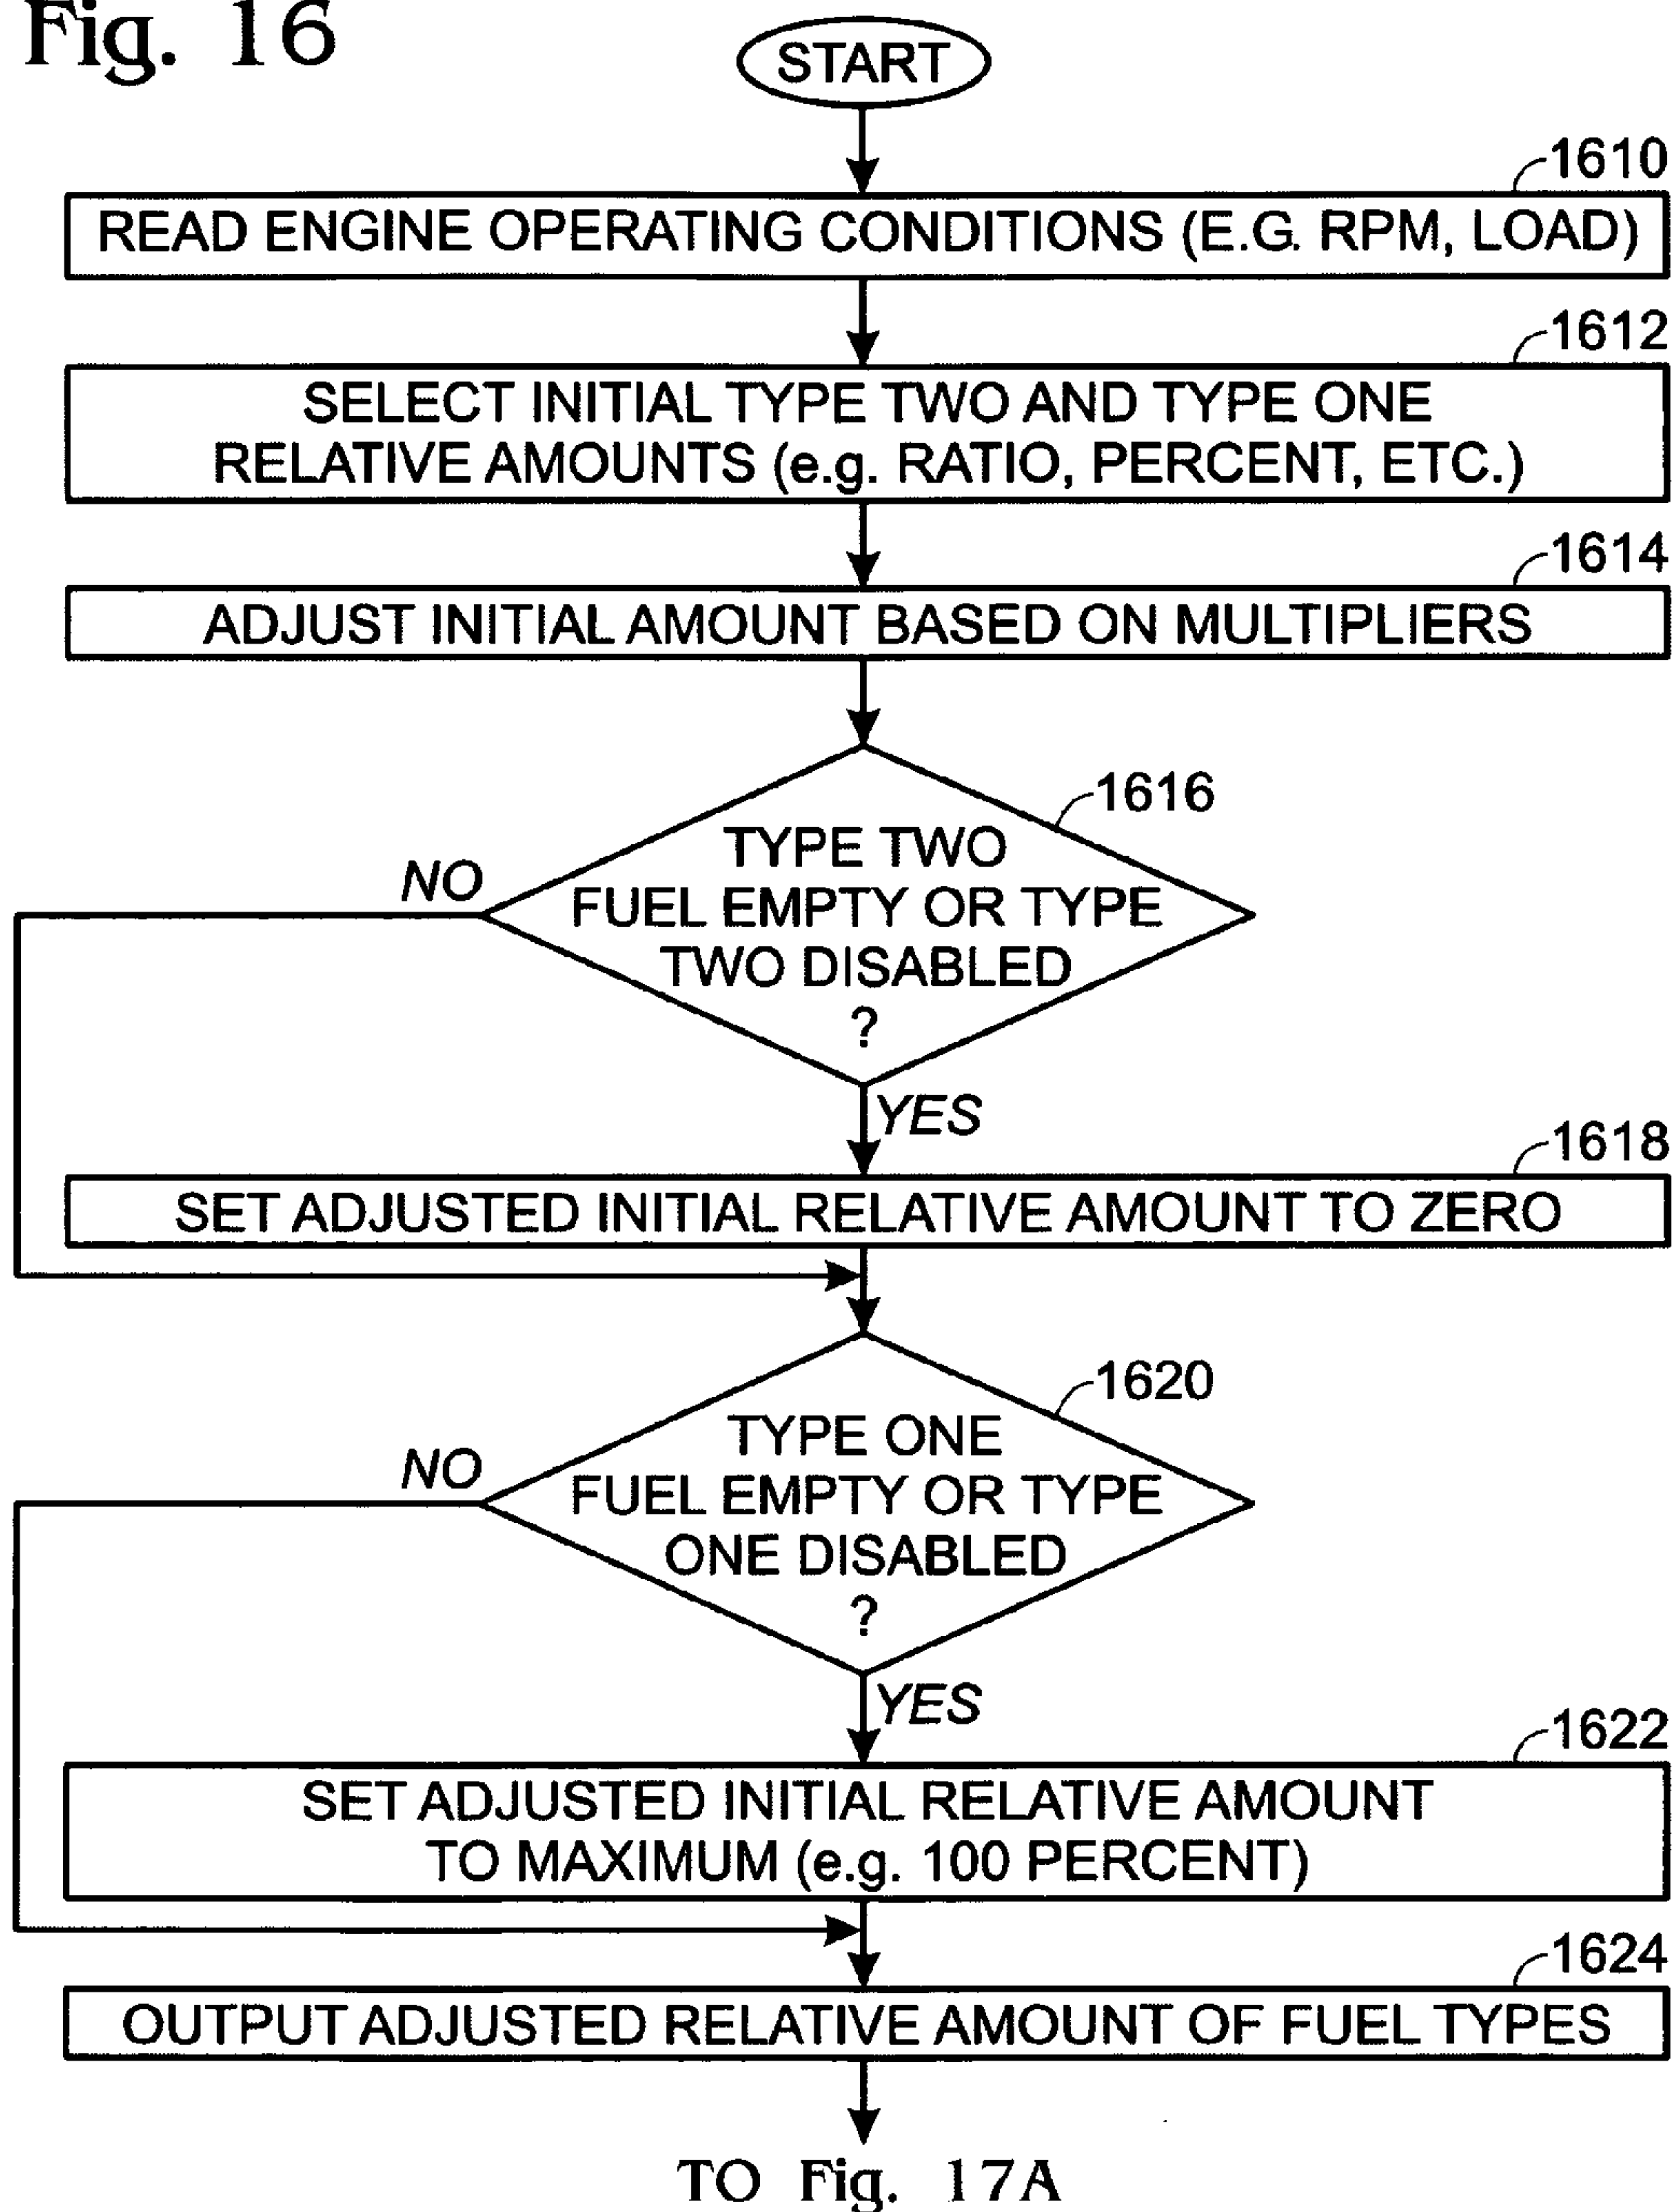 Fig. 16
START
1610
READ ENGINE OPERATING CONDITIONS (E.G. RPM, LOAD)
1612
SELECT INITIAL TYPE TWO AND TYPE ONE
RELATIVE AMOUNTS (e.g. RATIO, PERCENT, ETC.)
1614
ADJUST INITIAL AMOUNT BASED ON MULTIPLIERS
1616
TYPE TWO
FUEL EMPTY OR TYPE
TWO DISABLED
?
NO
YES
1618
SET ADJUSTED INITIAL RELATIVE AMOUNT TO ZERO
1620
TYPE ONE
FUEL EMPTY OR TYPE
ONE DISABLED
?
NO
YES
1622
SET ADJUSTED INITIAL RELATIVE AMOUNT
TO MAXIMUM (e.g. 100 PERCENT)
1624
OUTPUT ADJUSTED RELATIVE AMOUNT OF FUEL TYPES
TO Fig. 17A